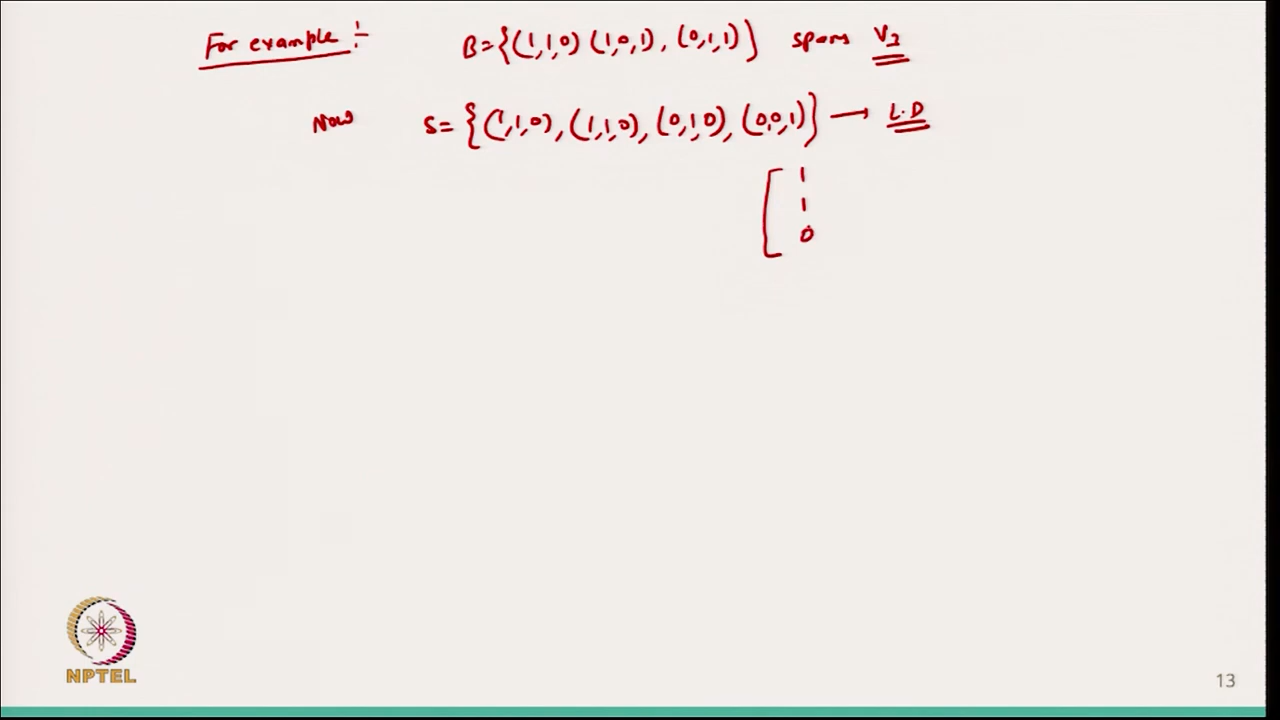 For example :-
B = {(1,1,0) (1,0,1), (0,1,1)} spans V3
Now S = {(1,1,0), (1,1,0), (0,1,0), (0,0,1)} → L.D
[ 1
1
0
NPTEL
13